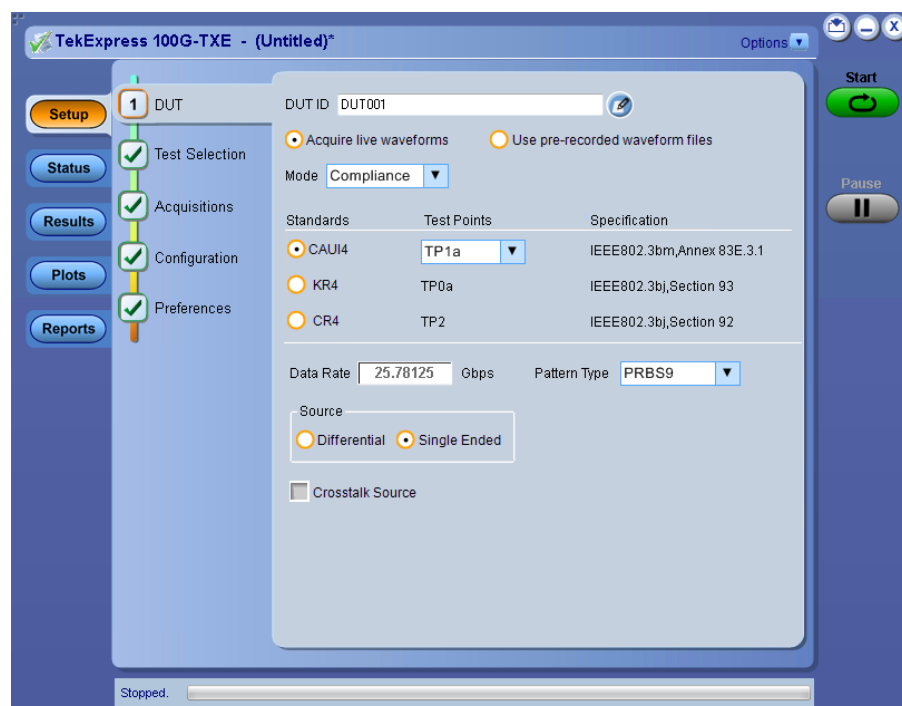 TekExpress 100G-TXE - (Untitled)*
Options
Start
Pause
Setup
Status
Results
Plots
Reports
1 DUT
Test Selection
Acquisitions
Configuration
Preferences
DUT ID DUT001
Acquire live waveforms Use pre-recorded waveform files
Mode Compliance
Standards Test Points Specification
CAUI4 TP1a IEEE802.3bm,Annex 83E.3.1
KR4 TP0a IEEE802.3bj,Section 93
CR4 TP2 IEEE802.3bj,Section 92
Data Rate 25.78125 Gbps Pattern Type PRBS9
Source
Differential Single Ended
Crosstalk Source
Stopped.